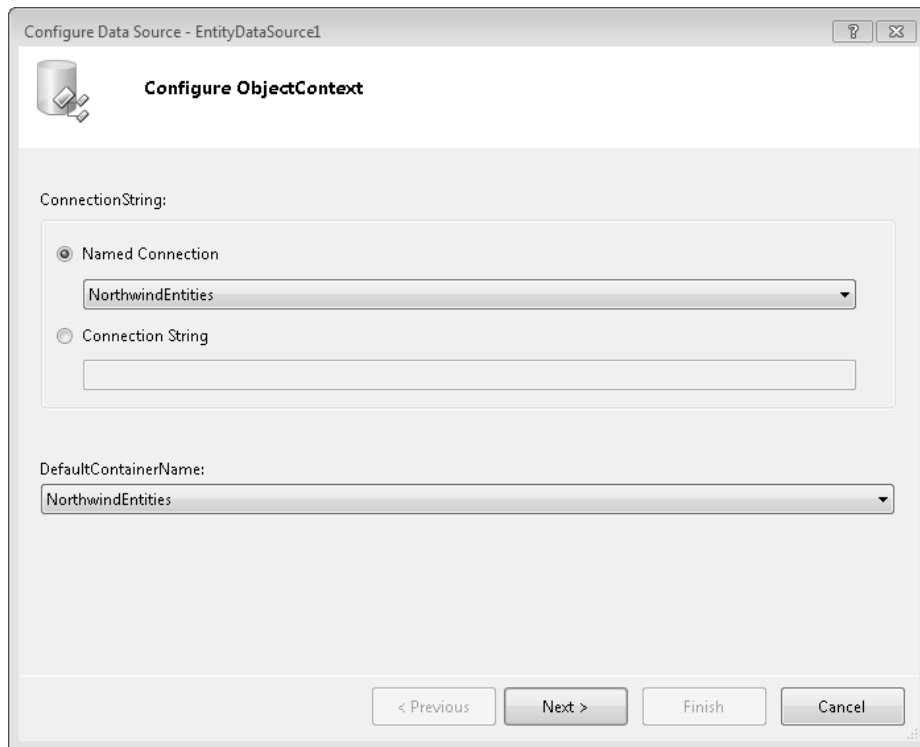 Configure Data Source - EntityDataSource1
?
Configure ObjectContext
ConnectionString:
Named Connection
NorthwindEntities
Connection String
DefaultContainerName:
NorthwindEntities
< Previous
Next >
Finish
Cancel